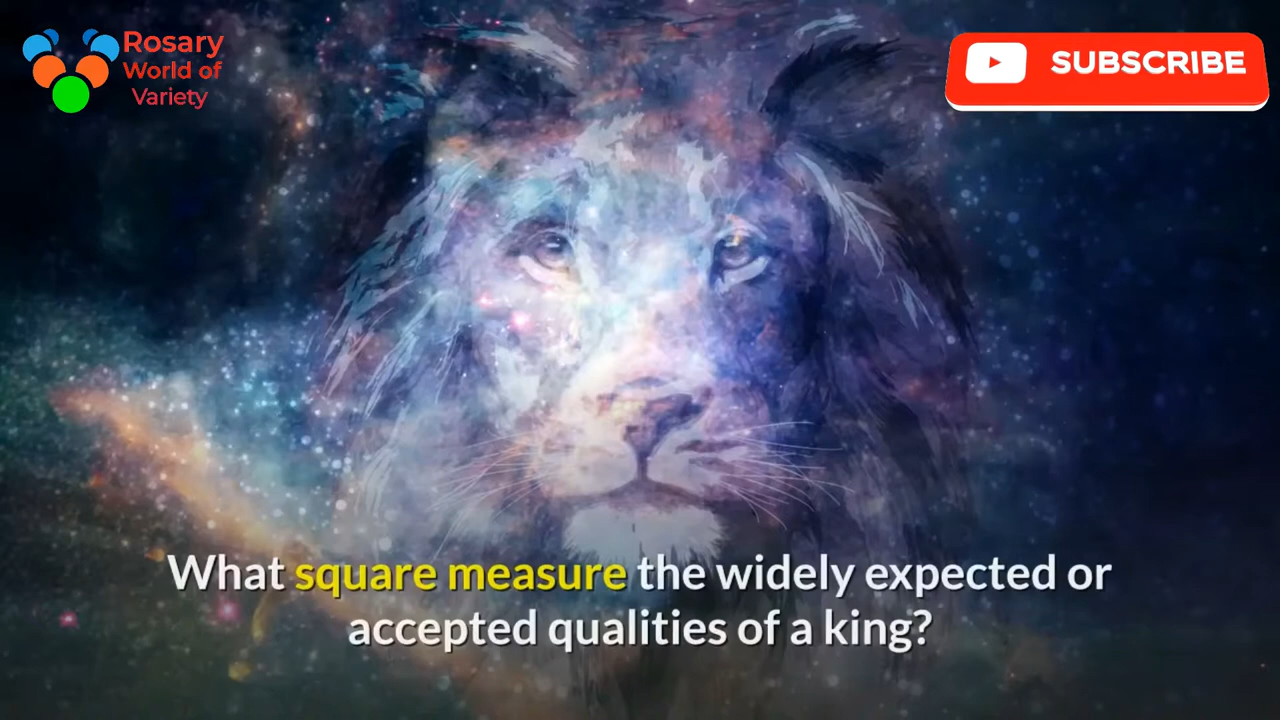 Rosary
World of
Variety
SUBSCRIBE
What square measure the widely expected or
accepted qualities of a king?